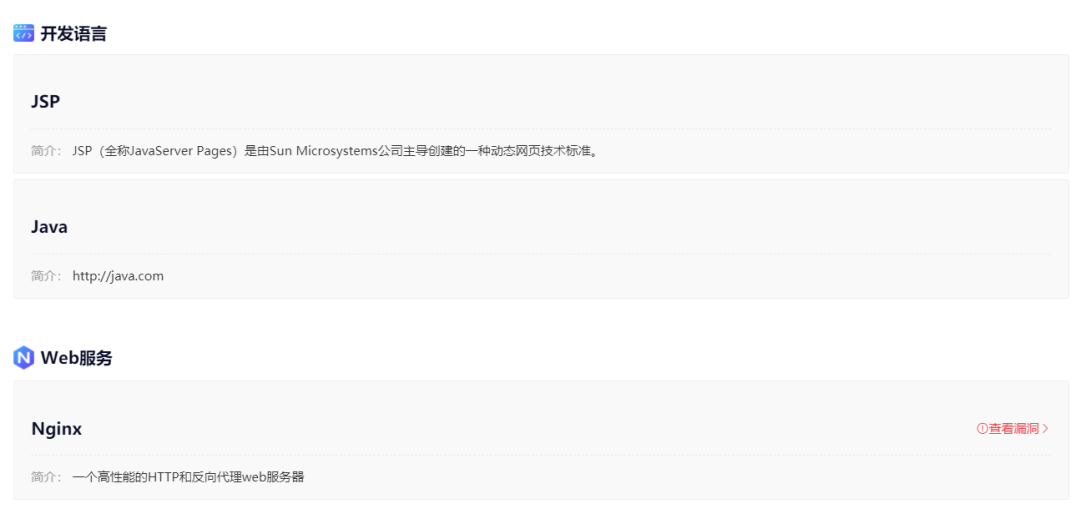 开发语言
JSP
简介： JSP（全称JavaServer Pages）是由Sun Microsystems公司主导创建的一种动态网页技术标准。
Java
简介： http://java.com
Web服务
Nginx
查看漏洞
简介： 一个高性能的HTTP和反向代理web服务器